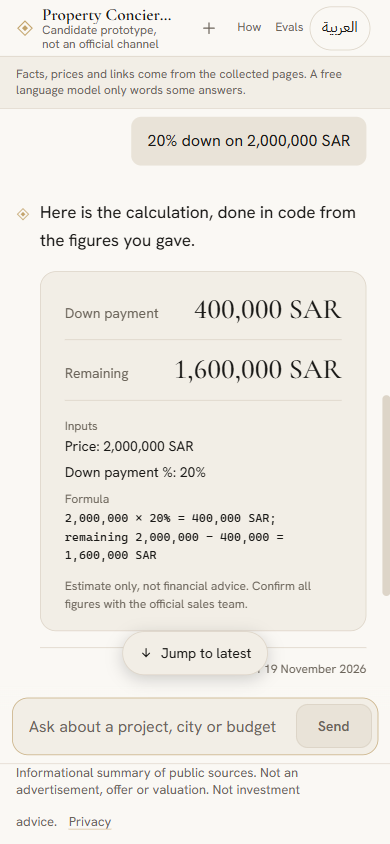 Property Concier...
Candidate prototype,
not an official channel
How
Evals
العربية
Facts, prices and links come from the collected pages. A free
language model only words some answers.
20% down on 2,000,000 SAR
Here is the calculation, done in code from
the figures you gave.
Down payment 400,000 SAR
Remaining 1,600,000 SAR
Inputs
Price: 2,000,000 SAR
Down payment %: 20%
Formula
2,000,000 × 20% = 400,000 SAR;
remaining 2,000,000 − 400,000 =
1,600,000 SAR
Estimate only, not financial advice. Confirm all
figures with the official sales team.
↓ Jump to latest
19 November 2026
Ask about a project, city or budget
Send
Informational summary of public sources. Not an
advertisement, offer or valuation. Not investment
advice. Privacy